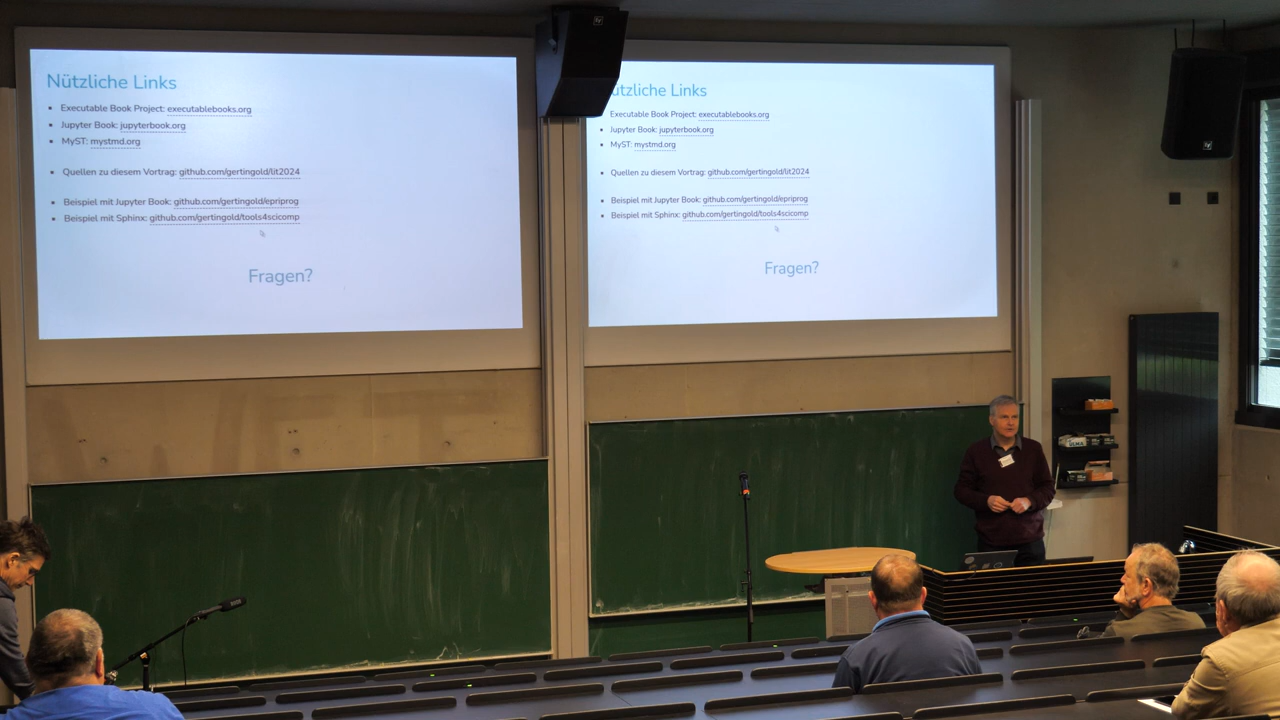 Nützliche Links
Executable Book Project: executablebooks.org
Jupyter Book: jupyterbook.org
MyST: mystmd.org
Quellen zu diesem Vortrag: github.com/gertingold/lit2024
Beispiel mit Jupyter Book: github.com/gertingold/epriprog
Beispiel mit Sphinx: github.com/gertingold/tools4scicomp
Fragen?
ützliche Links
Executable Book Project: executablebooks.org
Jupyter Book: jupyterbook.org
MyST: mystmd.org
Quellen zu diesem Vortrag: github.com/gertingold/lit2024
Beispiel mit Jupyter Book: github.com/gertingold/epriprog
Beispiel mit Sphinx: github.com/gertingold/tools4scicomp
Fragen?